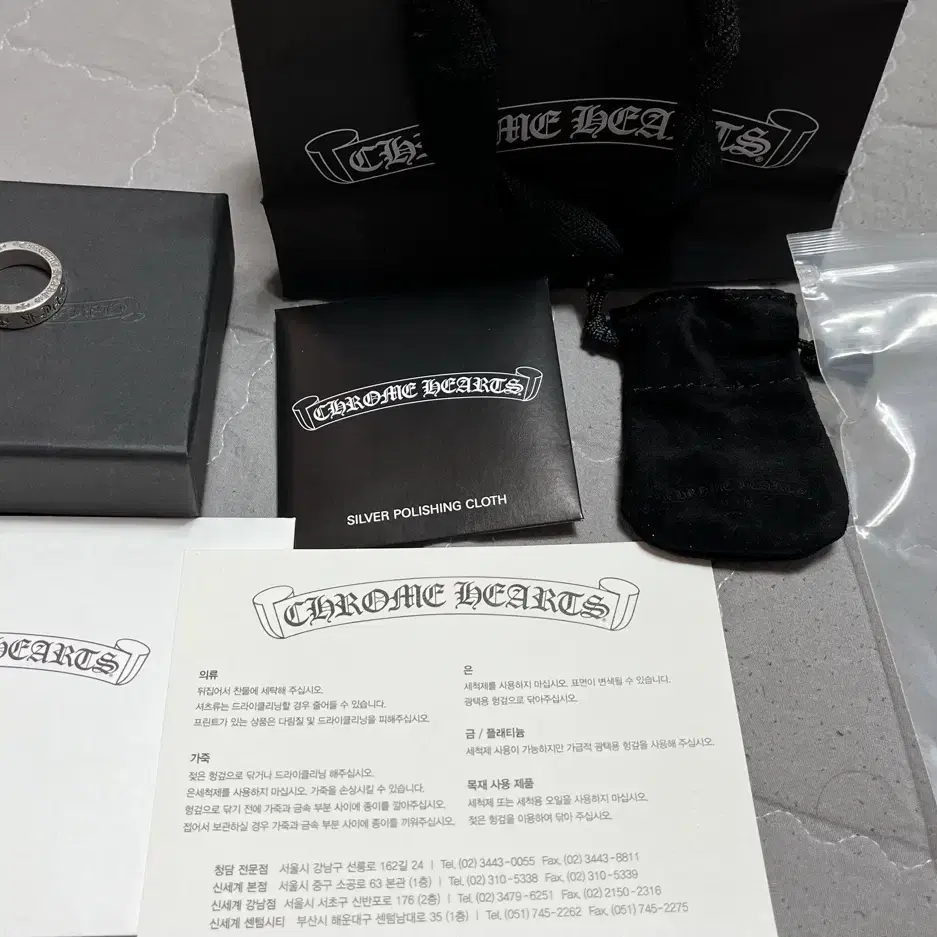 CHROME HEARTS
CHROME HEARTS
SILVER POLISHING CLOTH
CHROME HEARTS
HEARTS
CHROME HEARTS
의류
뒤집어서 찬물에 세탁해 주십시오.
셔츠류는 드라이클리닝할 경우 줄어들 수 있습니다.
프린트가 있는 상품은 다림질 및 드라이클리닝을 피해주십시오.
가죽
젖은 헝겊으로 닦거나 드라이클리닝 해주십시오.
은세척제를 사용하지 마십시오. 가죽을 손상시킬 수 있습니다.
헝겊으로 닦기 전에 가죽과 금속 부분 사이에 종이를 깔아주십시오.
접어서 보관하실 경우 가죽과 금속 부분 사이에 종이를 끼워주십시오.
은
세척제를 사용하지 마십시오. 표면이 변색될 수 있습니다.
광택용 헝겊으로 닦아주십시오.
금 / 플래티늄
세척제 사용이 가능하지만 가급적 광택용 헝겊을 사용해 주십시오.
목재 사용 제품
세척제 또는 세척용 오일을 사용하지 마십시오.
젖은 헝겊을 이용하여 닦아 주십시오.
청담 전문점 서울시 강남구 선릉로 162길 24 | Tel. (02) 3443-0055 Fax. (02) 3443-8811
신세계 본점 서울시 중구 소공로 63 본관 (1층) | Tel. (02) 310-5338 Fax. (02) 310-5339
신세계 강남점 서울시 서초구 신반포로 176 (2층) | Tel. (02) 3479-6251 Fax. (02) 2150-2316
신세계 센텀시티 부산시 해운대구 센텀남대로 35 (1층) | Tel. (051) 745-2262 Fax. (051) 745-2275